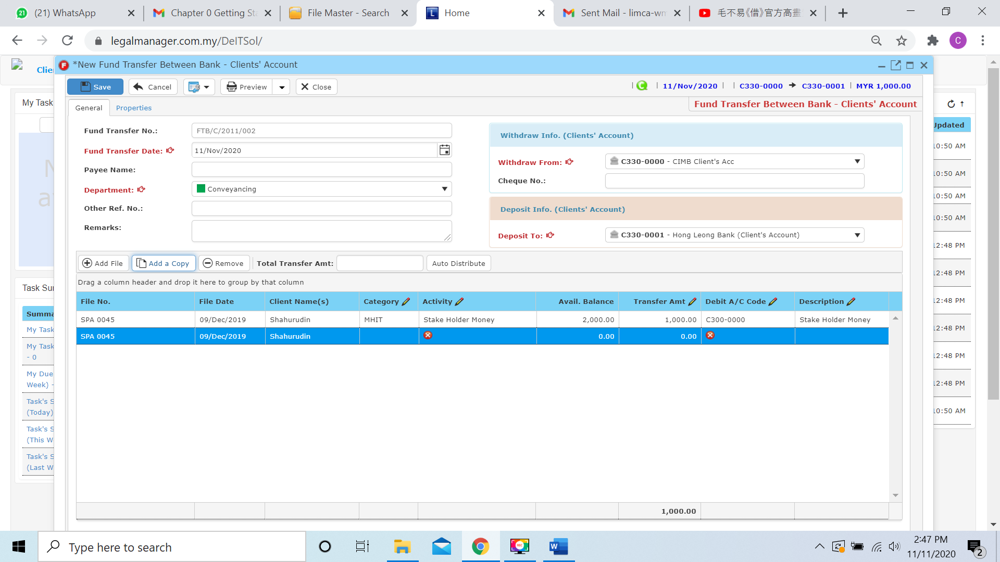 (21) WhatsApp
Chapter 0 Getting Sta
File Master - Search
Home
Sent Mail - limca-wm
毛不易《借》官方高畫
legalmanager.com.my/DeITSol/
C
Clie
*New Fund Transfer Between Bank - Clients' Account
Save
Cancel
Preview
Close
| | 11/Nov/2020 | | C330-0000 → C330-0001 | MYR 1,000.00
My Task
General
Properties
Fund Transfer Between Bank - Clients' Account
Updated
Fund Transfer No.: FTB/C/2011/002
Fund Transfer Date: 11/Nov/2020
Payee Name:
Department: Conveyancing
Other Ref. No.:
Remarks:
Withdraw Info. (Clients' Account)
Withdraw From: C330-0000 - CIMB Client's Acc
Cheque No.:
Deposit Info. (Clients' Account)
Deposit To: C330-0001 - Hong Leong Bank (Client's Account)
10:50 AM
10:50 AM
10:50 AM
10:50 AM
12:48 PM
12:48 PM
12:48 PM
12:48 PM
12:48 PM
12:48 PM
10:50 AM
Add File
Add a Copy
Remove
Total Transfer Amt:
Auto Distribute
Drag a column header and drop it here to group by that column
File No. File Date Client Name(s) Category Activity Avail. Balance Transfer Amt Debit A/C Code Description
SPA 0045 09/Dec/2019 Shahurudin MHIT Stake Holder Money 2,000.00 1,000.00 C300-0000 Stake Holder Money
SPA 0045 09/Dec/2019 Shahurudin 0.00 0.00
1,000.00
Task Su
Summa
My Task
My Task
- 0
My Due
Week) -
Task's S
(Today)
Task's S
(This W
Task's S
(Last W
Type here to search
2:47 PM
11/11/2020
2